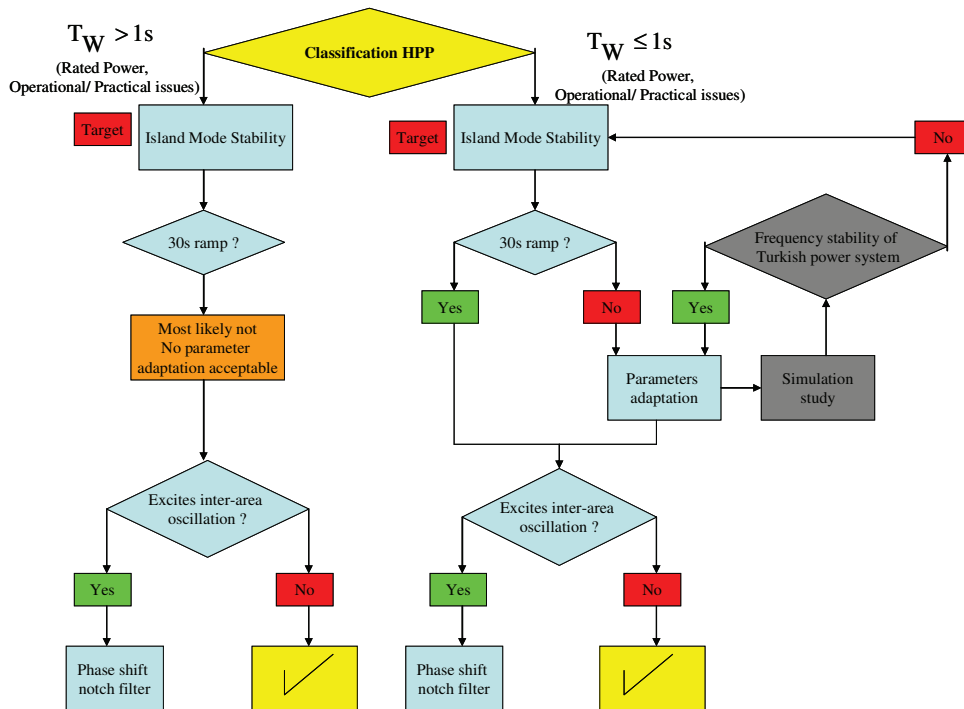 T_W > 1s
(Rated Power,
Operational/ Practical issues)
Classification HPP
T_W ≤ 1s
(Rated Power,
Operational/ Practical issues)
Target
Island Mode Stability
Target
Island Mode Stability
No
30s ramp ?
30s ramp ?
Frequency stability of
Turkish power system
Yes
No
Yes
Most likely not
No parameter
adaptation acceptable
Parameters
adaptation
Simulation
study
Excites inter-area
oscillation ?
Excites inter-area
oscillation ?
Yes
No
Yes
No
Phase shift
notch filter
Phase shift
notch filter